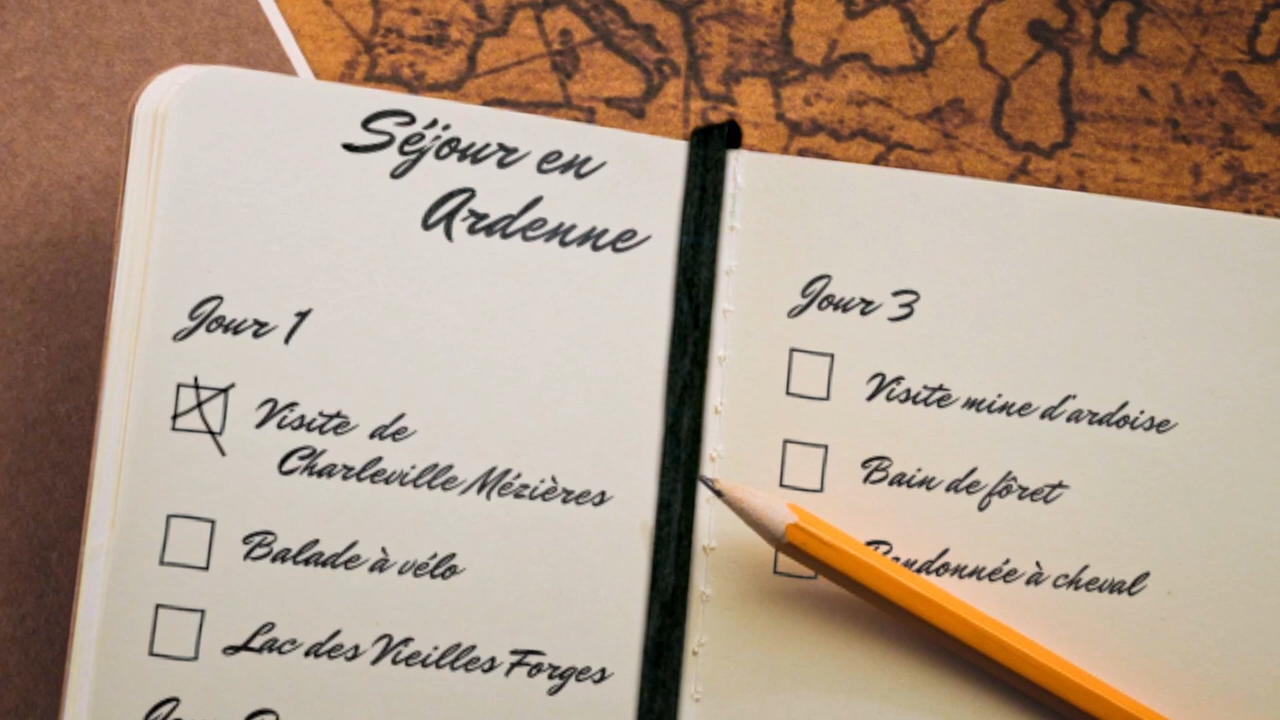 Séjour en
Ardenne
Jour 1
Visite de
Charleville Mézières
Balade à vélo
Lac des Vieilles Forges
Jour 3
Visite mine d'ardoise
Bain de fôret
Randonnée à cheval